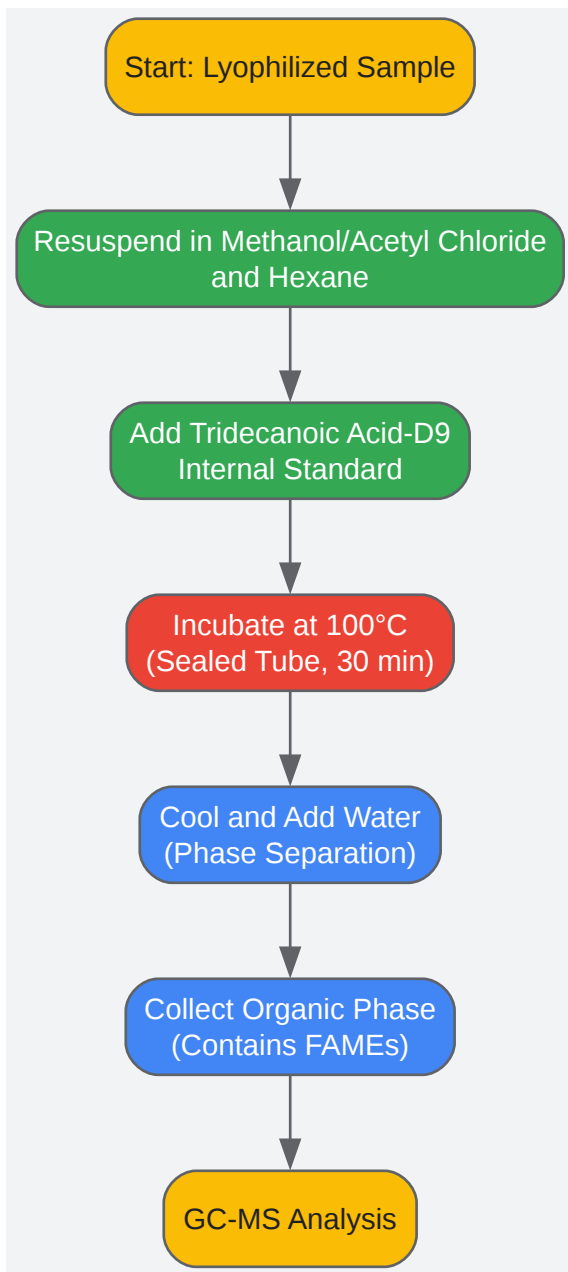 Start: Lyophilized Sample
Resuspend in Methanol/Acetyl Chloride
and Hexane
Add Tridecanoic Acid-D9
Internal Standard
Incubate at 100°C
(Sealed Tube, 30 min)
Cool and Add Water
(Phase Separation)
Collect Organic Phase
(Contains FAMEs)
GC-MS Analysis